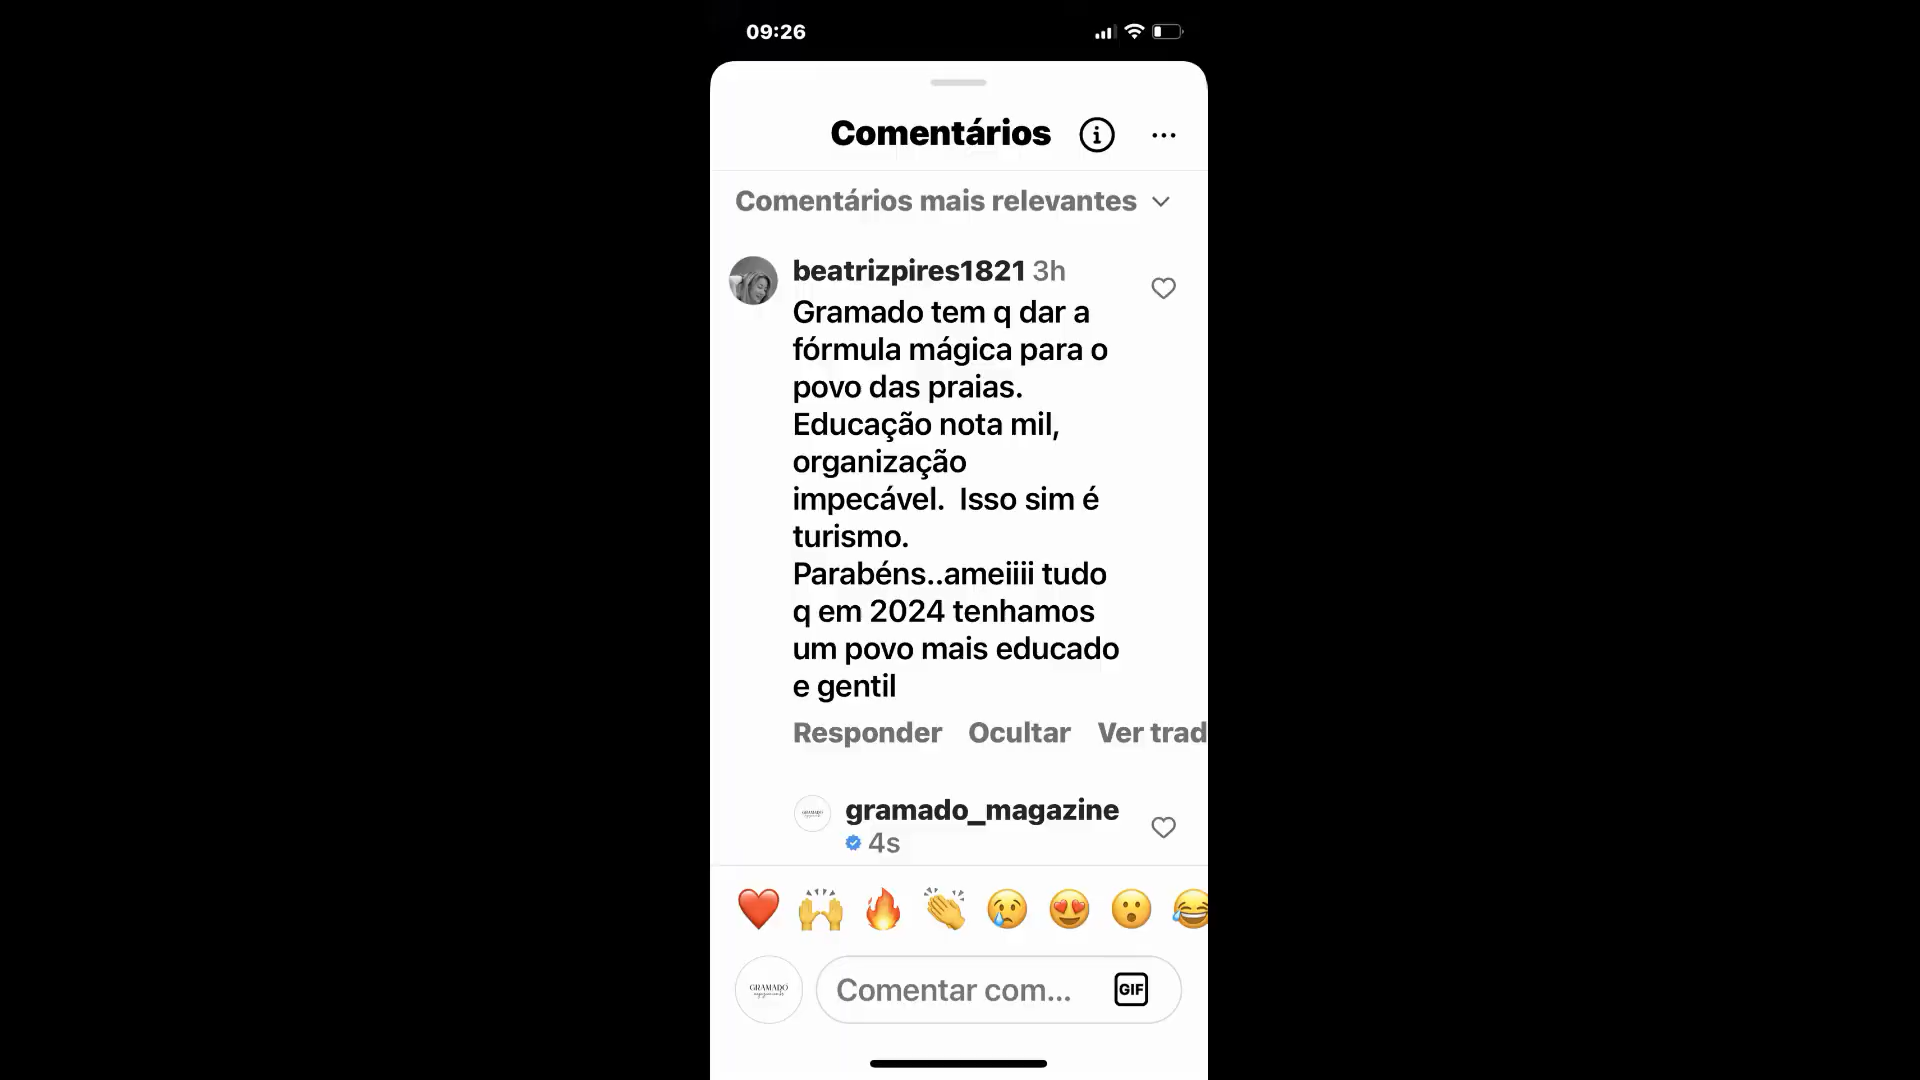 09:26
Comentários
Comentários mais relevantes
beatrizpires1821 3h
Gramado tem q dar a
fórmula mágica para o
povo das praias.
Educação nota mil,
organização
impecável.  Isso sim é
turismo.
Parabéns..ameiiii tudo
q em 2024 tenhamos
um povo mais educado
e gentil
Responder Ocultar Ver trad
gramado_magazine
4s
GRAMADO
Comentar com... GIF